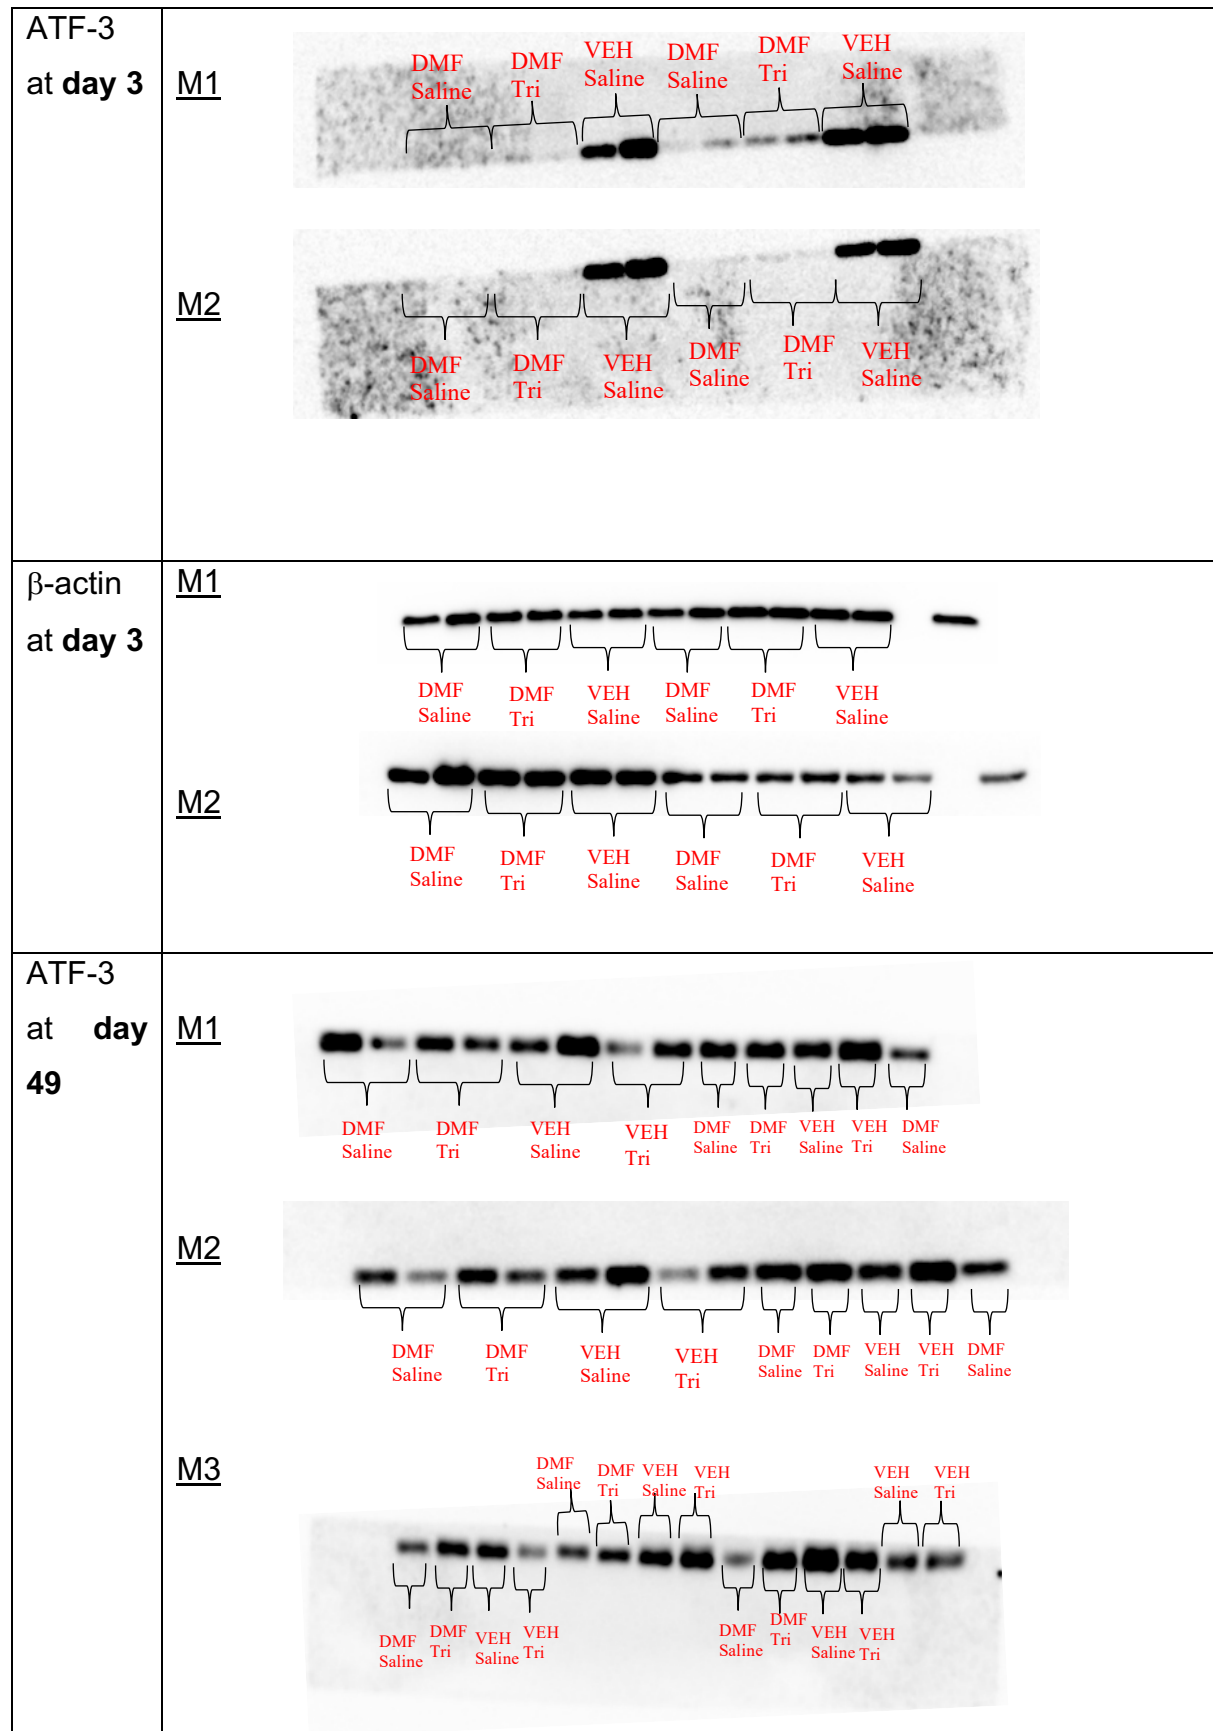 ATF-3
at day 3
M1
DMF
Saline
DMF
Tri
VEH
Saline
DMF
Saline
DMF
Tri
VEH
Saline
M2
DMF
Saline
DMF
Tri
VEH
Saline
DMF
Saline
DMF
Tri
VEH
Saline
β-actin
at day 3
M1
DMF
Saline
DMF
Tri
VEH
Saline
DMF
Saline
DMF
Tri
VEH
Saline
M2
DMF
Saline
DMF
Tri
VEH
Saline
DMF
Saline
DMF
Tri
VEH
Saline
ATF-3
at day
49
M1
DMF
Saline
DMF
Tri
VEH
Saline
VEH
Tri
DMF
Saline
DMF
Tri
VEH
Saline
VEH
Tri
DMF
Saline
M2
DMF
Saline
DMF
Tri
VEH
Saline
VEH
Tri
DMF
Saline
DMF
Tri
VEH
Saline
VEH
Tri
DMF
Saline
M3
DMF
Saline
DMF
Tri
VEH
Saline
VEH
Tri
VEH
Saline
VEH
Tri
DMF
Saline
DMF
Tri
VEH
Saline
VEH
Tri
DMF
Saline
DMF
Tri
VEH
Saline
VEH
Tri